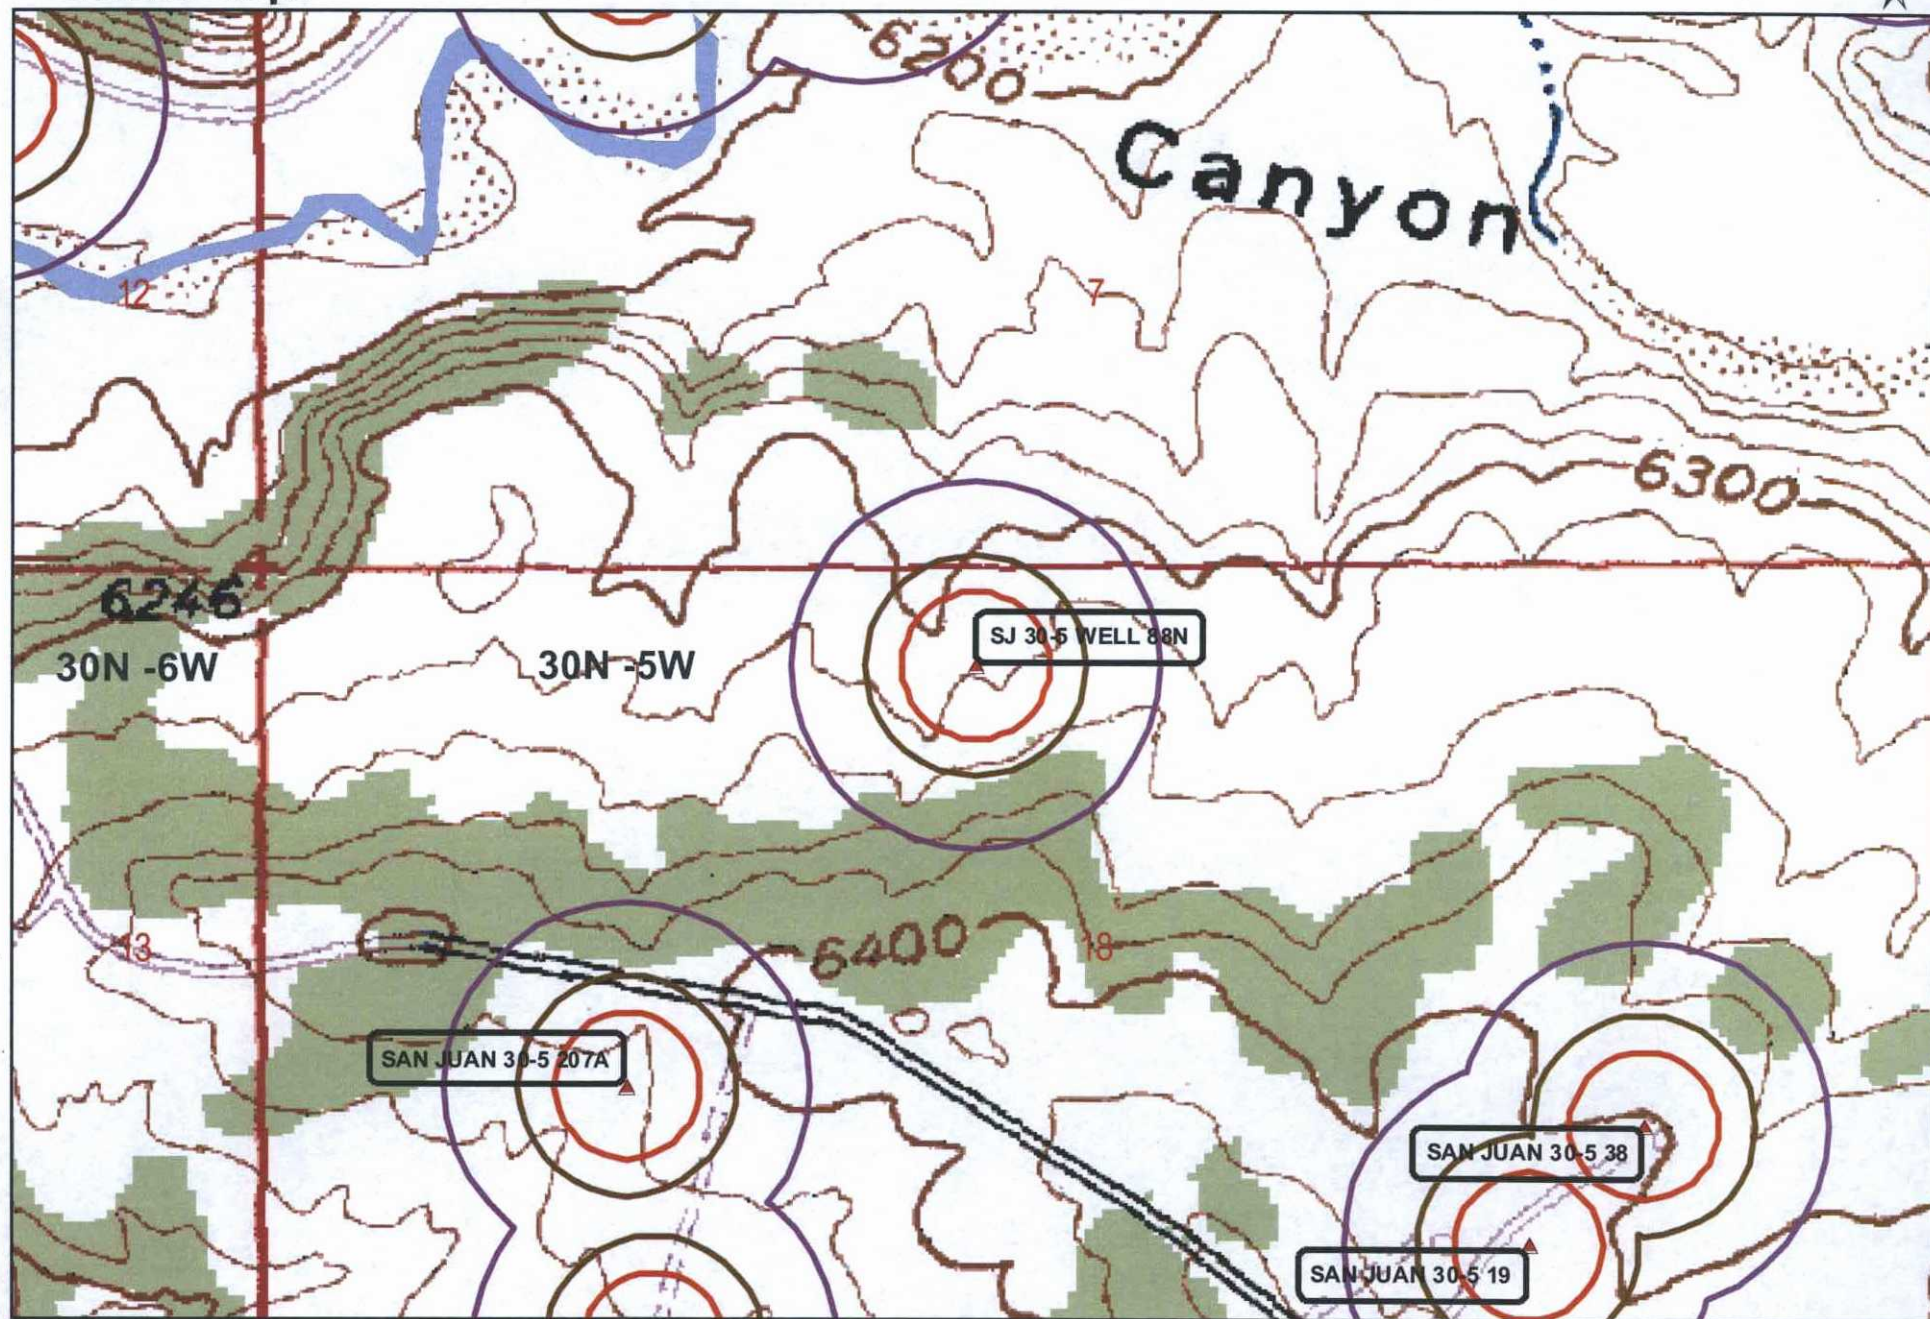 6200
Canyon
12
7
6300
6246
30N -6W
30N -5W
SJ 30-5 WELL 88N
13
6400
18
SAN JUAN 30-5 207A
SAN JUAN 30-5 38
SAN JUAN 30-5 19